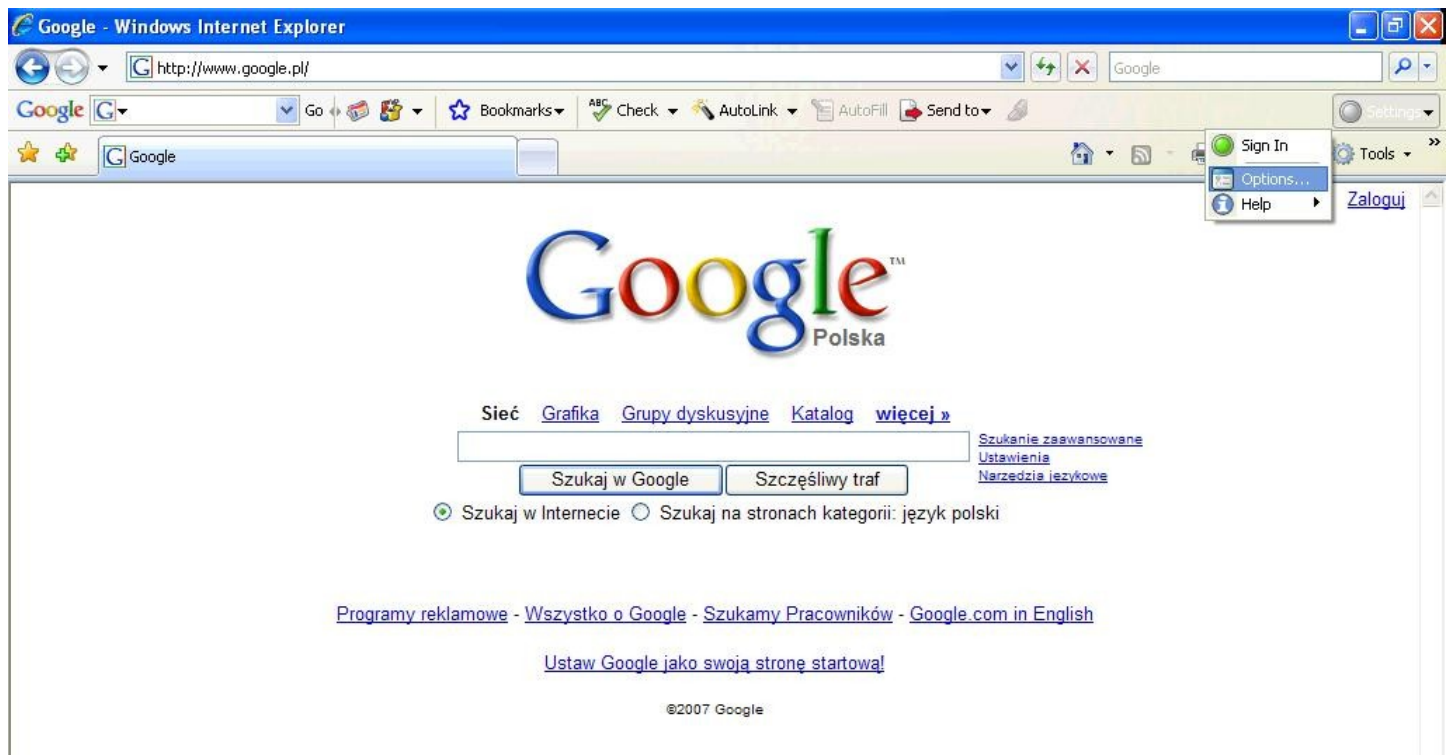 Google - Windows Internet Explorer
http://www.google.pl/ Google
Google G Go Bookmarks ABC Check AutoLink AutoFill Send to Settings
Google Tools »
Sign In
Options...
Help
Zaloguj
Google™
Polska
Sieć Grafika Grupy dyskusyjne Katalog więcej »
Szukanie zaawansowane
Ustawienia
Narzędzia językowe
Szukaj w Google Szczęśliwy traf
Szukaj w Internecie Szukaj na stronach kategorii: język polski
Programy reklamowe - Wszystko o Google - Szukamy Pracowników - Google.com in English
Ustaw Google jako swoją stronę startową!
©2007 Google